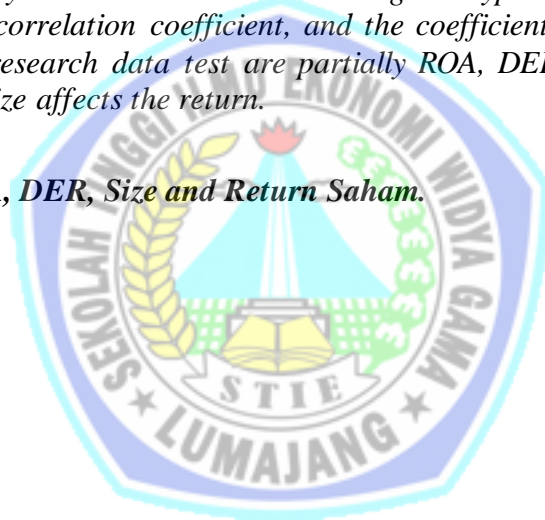 correlation coefficient, and the coefficient
research data test are partially ROA, DER
ize affects the return.
, DER, Size and Return Saham.
SEKOLAH TINGGI ILMU EKONOMI WIDYA GAMA
STIE
LUMAJANG